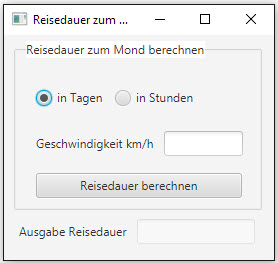 Reisedauer zum ...
Reisedauer zum Mond berechnen
in Tagen in Stunden
Geschwindigkeit km/h
Reisedauer berechnen
Ausgabe Reisedauer